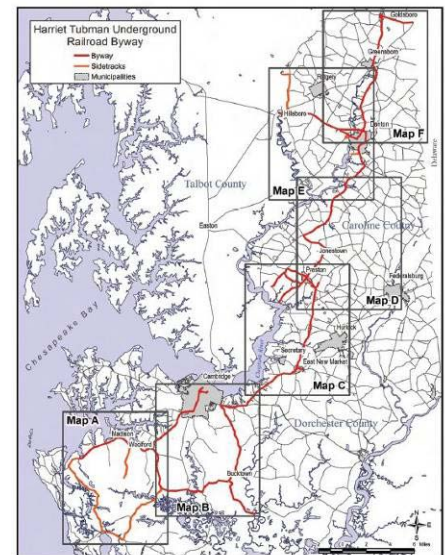 Harriet Tubman Underground
Railroad Byway
Byway
Sidetracks
Municipalities
Goldsboro
Greensboro
Ridgely
Hillsboro
Denton
Map F
Delaware
Map E
Talbot County
Caroline County
Easton
Jonestown
Preston
Federalsburg
Map D
Chesapeake Bay
Hurlock
Secretary
East New Market
Cambridge
Map C
Map A
Dorchester County
Madison
Woolford
Bucktown
Map B